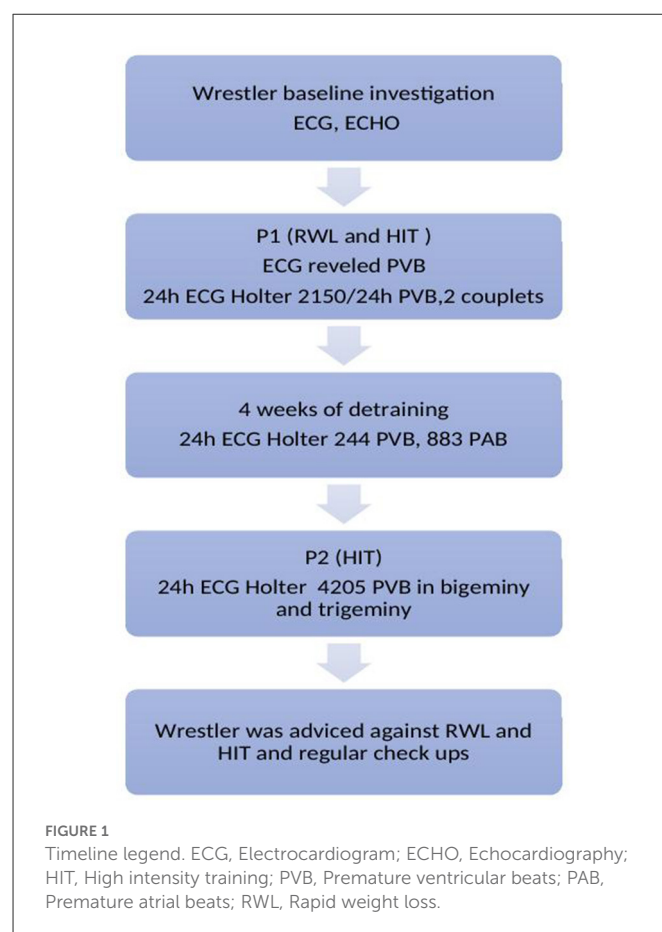 Wrestler baseline investigation
ECG, ECHO
P1 (RWL and HIT )
ECG reveled PVB
24h ECG Holter 2150/24h PVB,2 couplets
4 weeks of detraining
24h ECG Holter 244 PVB, 883 PAB
P2 (HIT)
24h ECG Holter 4205 PVB in bigeminy
and trigeminy
Wrestler was adviced against RWL and
HIT and regular check ups
FIGURE 1
Timeline legend. ECG, Electrocardiogram; ECHO, Echocardiography;
HIT, High intensity training; PVB, Premature ventricular beats; PAB,
Premature atrial beats; RWL, Rapid weight loss.